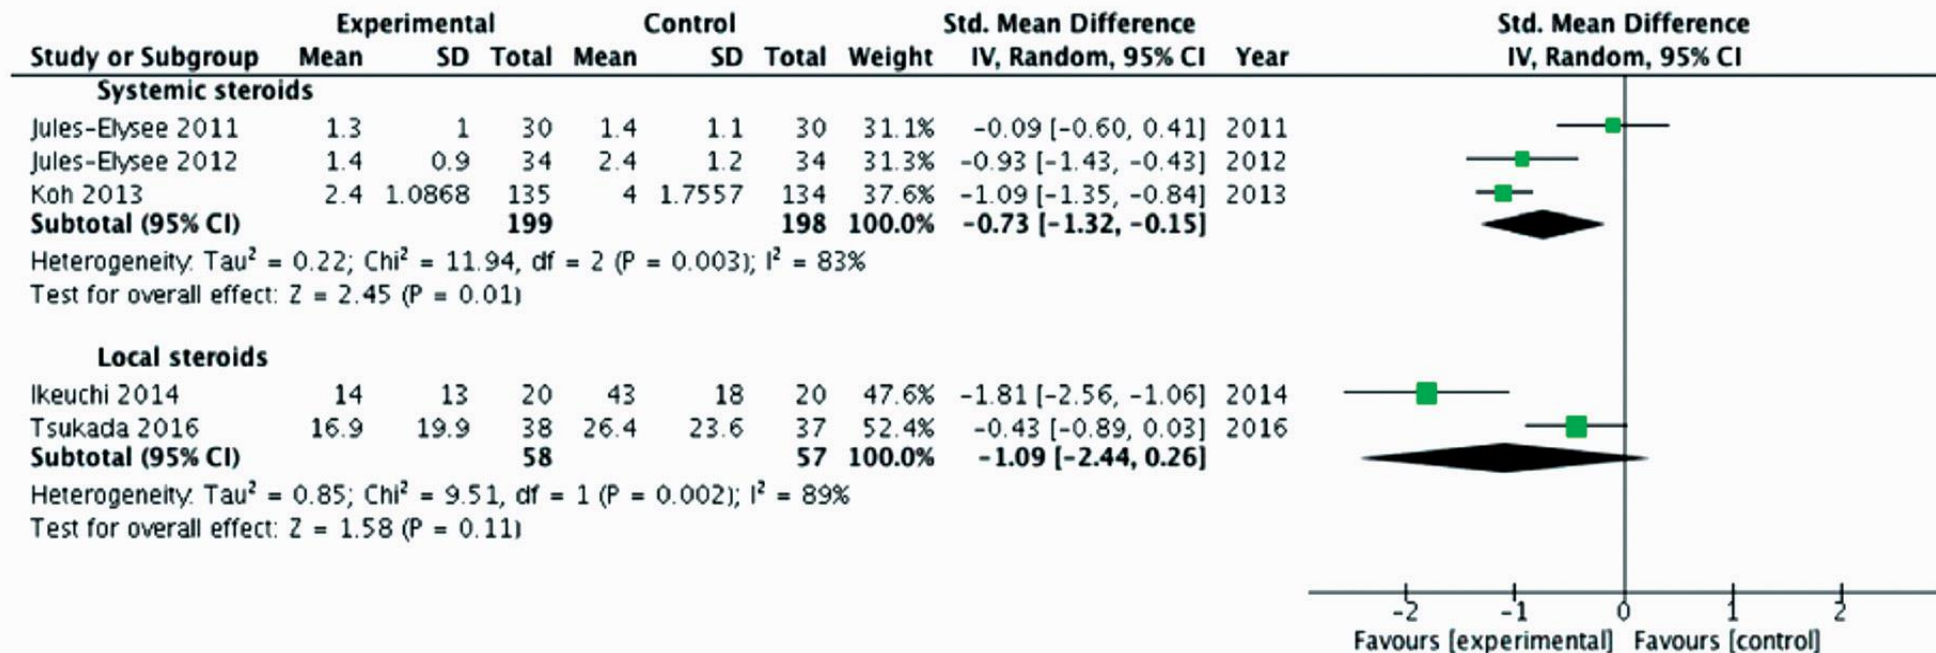 Experimental Control Std. Mean Difference Std. Mean Difference
Study or Subgroup Mean SD Total Mean SD Total Weight IV, Random, 95% CI Year IV, Random, 95% CI
Systemic steroids
Jules-Elysee 2011 1.3 1 30 1.4 1.1 30 31.1% -0.09 [-0.60, 0.41] 2011
Jules-Elysee 2012 1.4 0.9 34 2.4 1.2 34 31.3% -0.93 [-1.43, -0.43] 2012
Koh 2013 2.4 1.0868 135 4 1.7557 134 37.6% -1.09 [-1.35, -0.84] 2013
Subtotal (95% CI) 199 198 100.0% -0.73 [-1.32, -0.15]
Heterogeneity: Tau² = 0.22; Chi² = 11.94, df = 2 (P = 0.003); I² = 83%
Test for overall effect: Z = 2.45 (P = 0.01)
Local steroids
Ikeuchi 2014 14 13 20 43 18 20 47.6% -1.81 [-2.56, -1.06] 2014
Tsukada 2016 16.9 19.9 38 26.4 23.6 37 52.4% -0.43 [-0.89, 0.03] 2016
Subtotal (95% CI) 58 57 100.0% -1.09 [-2.44, 0.26]
Heterogeneity: Tau² = 0.85; Chi² = 9.51, df = 1 (P = 0.002); I² = 89%
Test for overall effect: Z = 1.58 (P = 0.11)
-2 -1 0 1 2
Favours [experimental] Favours [control]